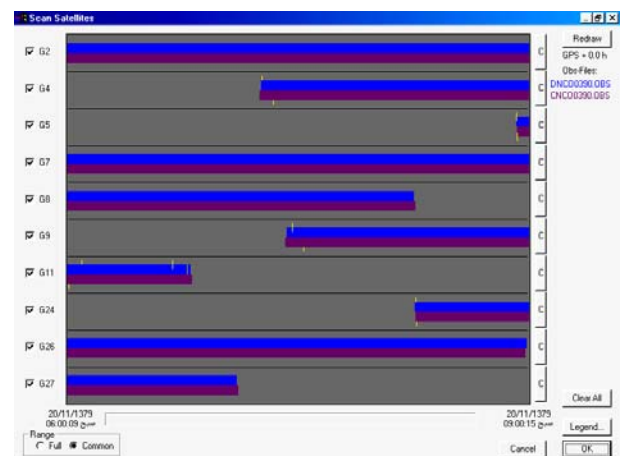 Scan Satellites
Redraw
GPS + 0.0 h
Obs-Files:
DNCO0390.OBS
CNCO0390.OBS
G2 C
G4 C
G5 C
G7 C
G8 C
G9 C
G11 C
G24 C
G26 C
G27 C
20/11/1379
06:00:09 صبح
20/11/1379
09:00:15 صبح
Clear All
Legend...
Range
Full Common
Cancel
OK